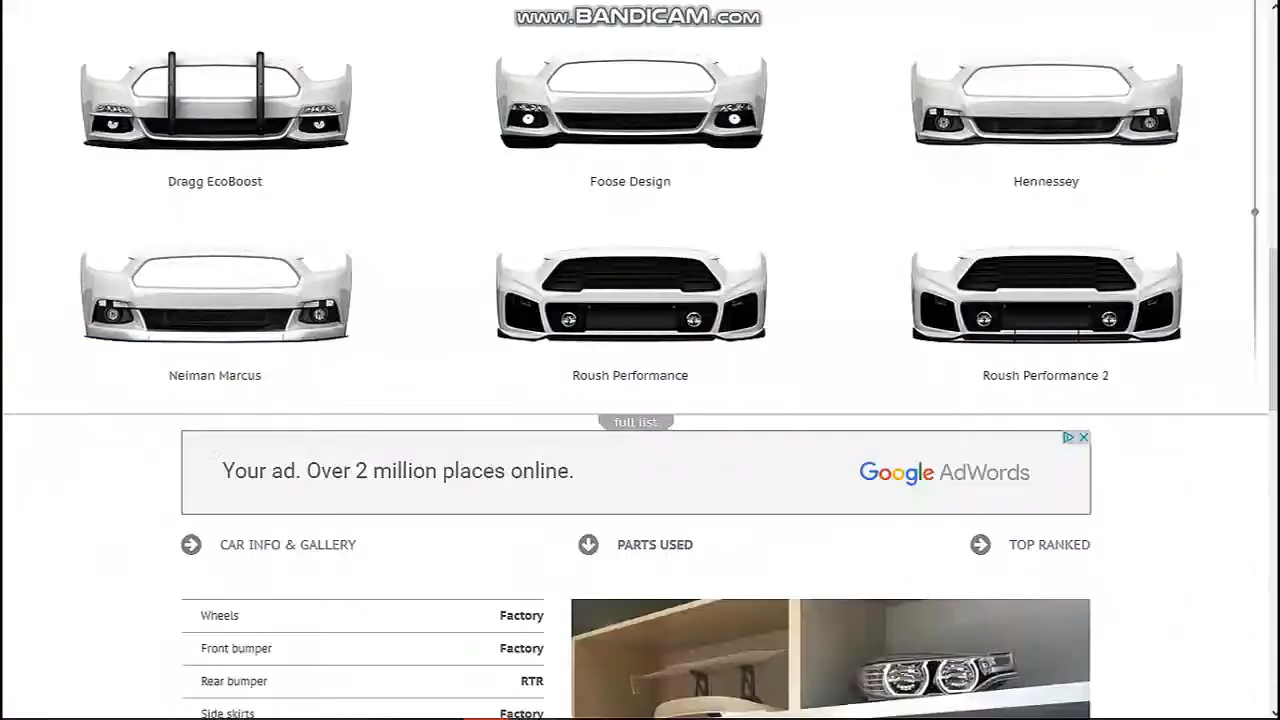 www.BANDICAM.com
Dragg EcoBoost
Foose Design
Hennessey
Neiman Marcus
Roush Performance
Roush Performance 2
full list
Your ad. Over 2 million places online.
Google AdWords
CAR INFO & GALLERY
PARTS USED
TOP RANKED
Wheels Factory
Front bumper Factory
Rear bumper RTR
Side skirts Factory